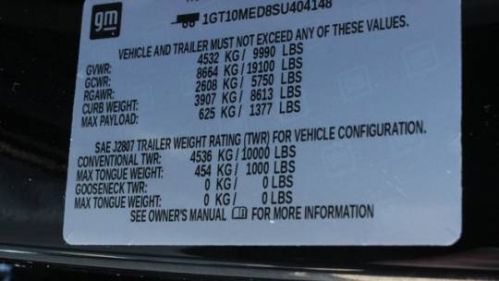 gm
1GT10MED8SU404148
VEHICLE AND TRAILER MUST NOT EXCEED ANY OF THESE VALUES.
GVWR: 4532 KG / 9990 LBS
GCWR: 8664 KG / 19100 LBS
RGAWR: 2608 KG / 5750 LBS
CURB WEIGHT: 3907 KG / 8613 LBS
MAX PAYLOAD: 625 KG / 1377 LBS
SAE J2807 TRAILER WEIGHT RATING (TWR) FOR VEHICLE CONFIGURATION.
CONVENTIONAL TWR: 4536 KG / 10000 LBS
MAX TONGUE WEIGHT: 454 KG / 1000 LBS
GOOSENECK TWR: 0 KG / 0 LBS
MAX TONGUE WEIGHT: 0 KG / 0 LBS
SEE OWNER'S MANUAL FOR MORE INFORMATION